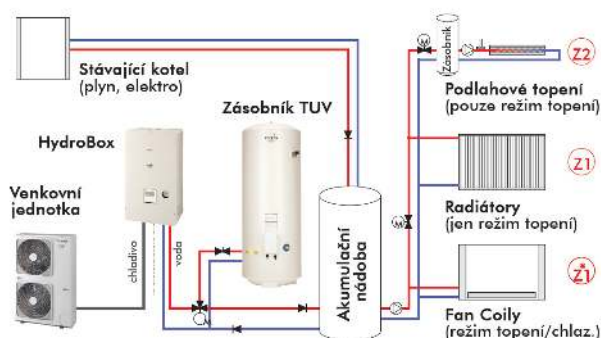 Stávající kotel
(plyn, elektro)
HydroBox
Zásobník TUV
Venkovní
jednotka
chladivo
voda
Akumulační
nádoba
M
M
M
Zásobník
Z2
Podlahové topení
(pouze režim topení)
Z1
Radiátory
(jen režim topení)
Z1*
Fan Coily
(režim topení/chlaz.)